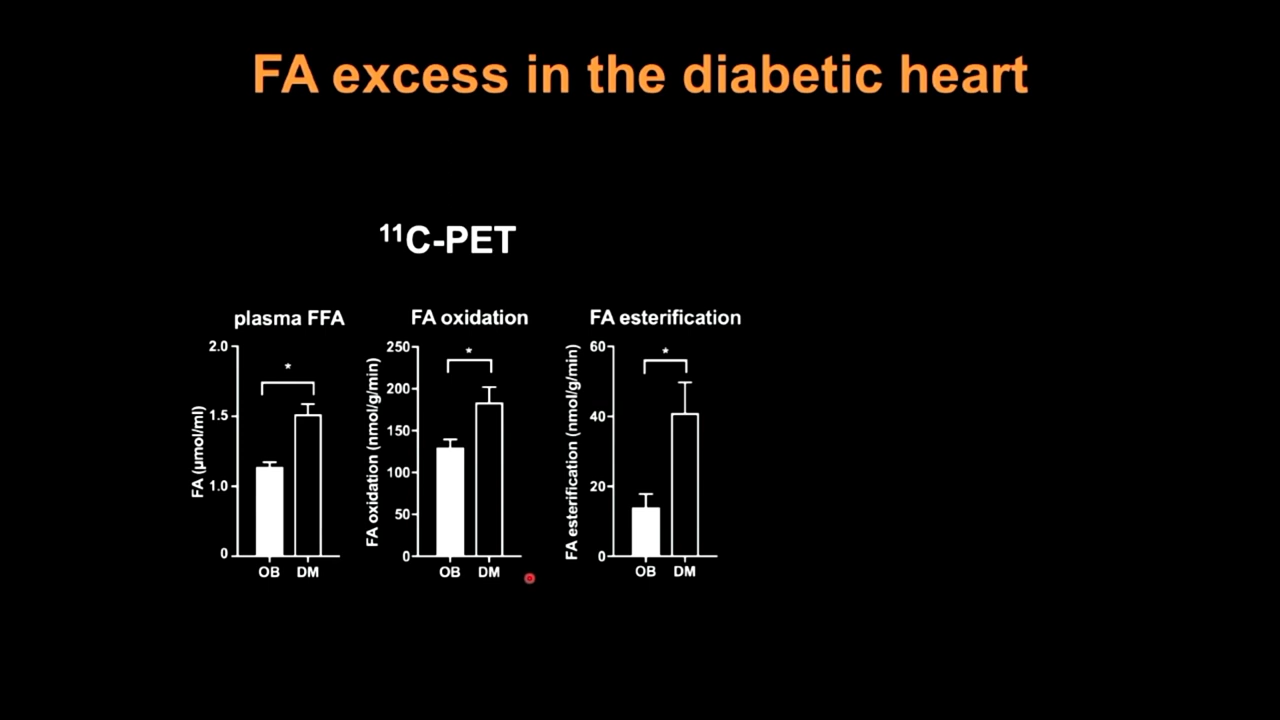 FA excess in the diabetic heart
¹¹C-PET
plasma FFA
FA (µmol/ml)
2.0
1.5
1.0
0
*
OB DM
FA oxidation
FA oxidation (nmol/g/min)
250
200
150
100
50
0
*
OB DM
FA esterification
FA esterification (nmol/g/min)
60
40
20
0
*
OB DM